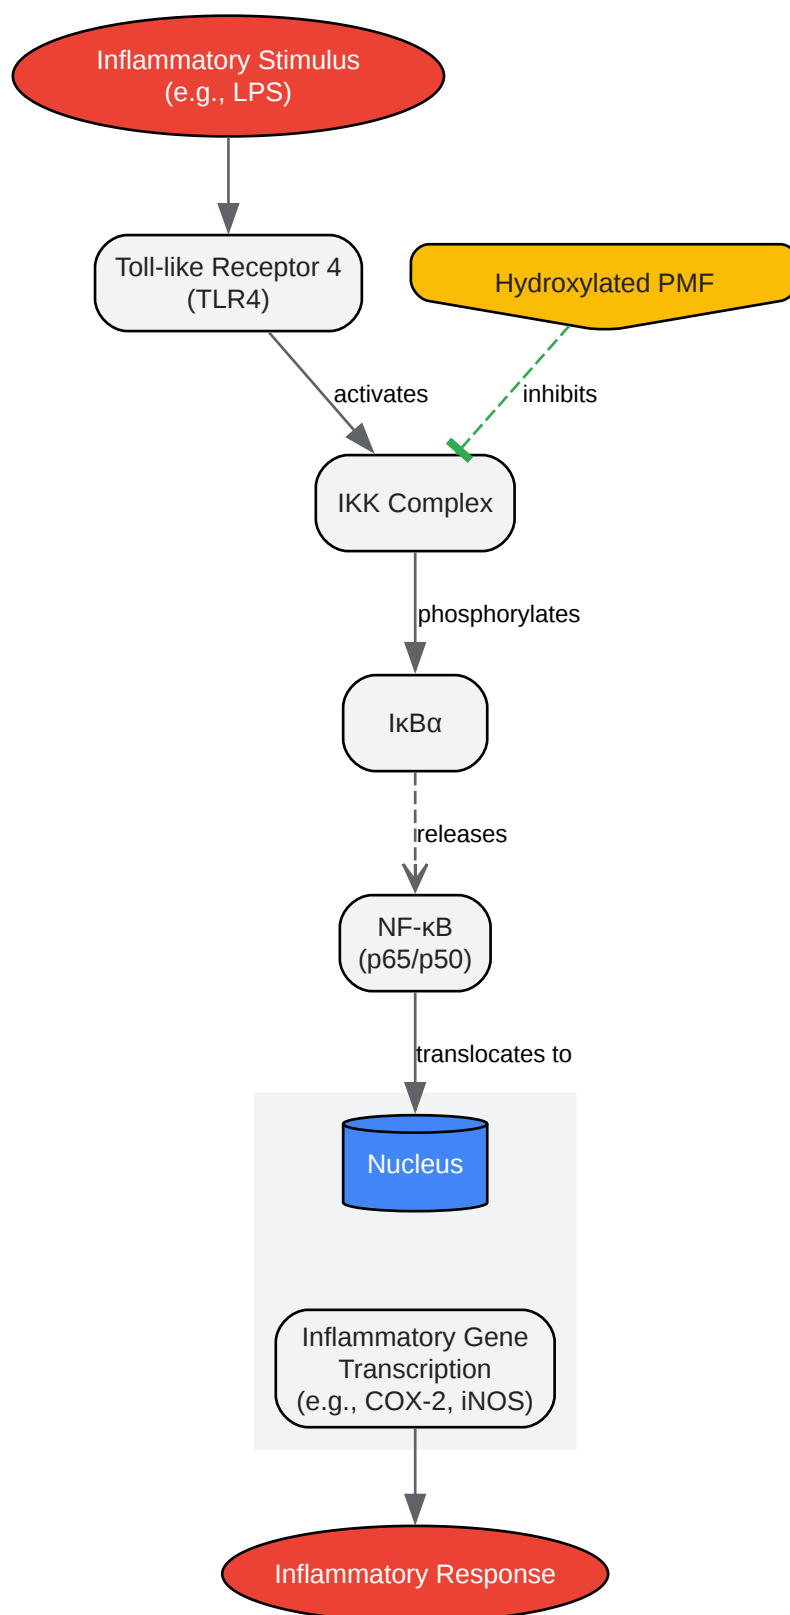 Inflammatory Stimulus
(e.g., LPS)
Toll-like Receptor 4
(TLR4)
Hydroxylated PMF
activates
inhibits
IKK Complex
phosphorylates
IκBα
releases
NF-κB
(p65/p50)
translocates to
Nucleus
Inflammatory Gene
Transcription
(e.g., COX-2, iNOS)
Inflammatory Response